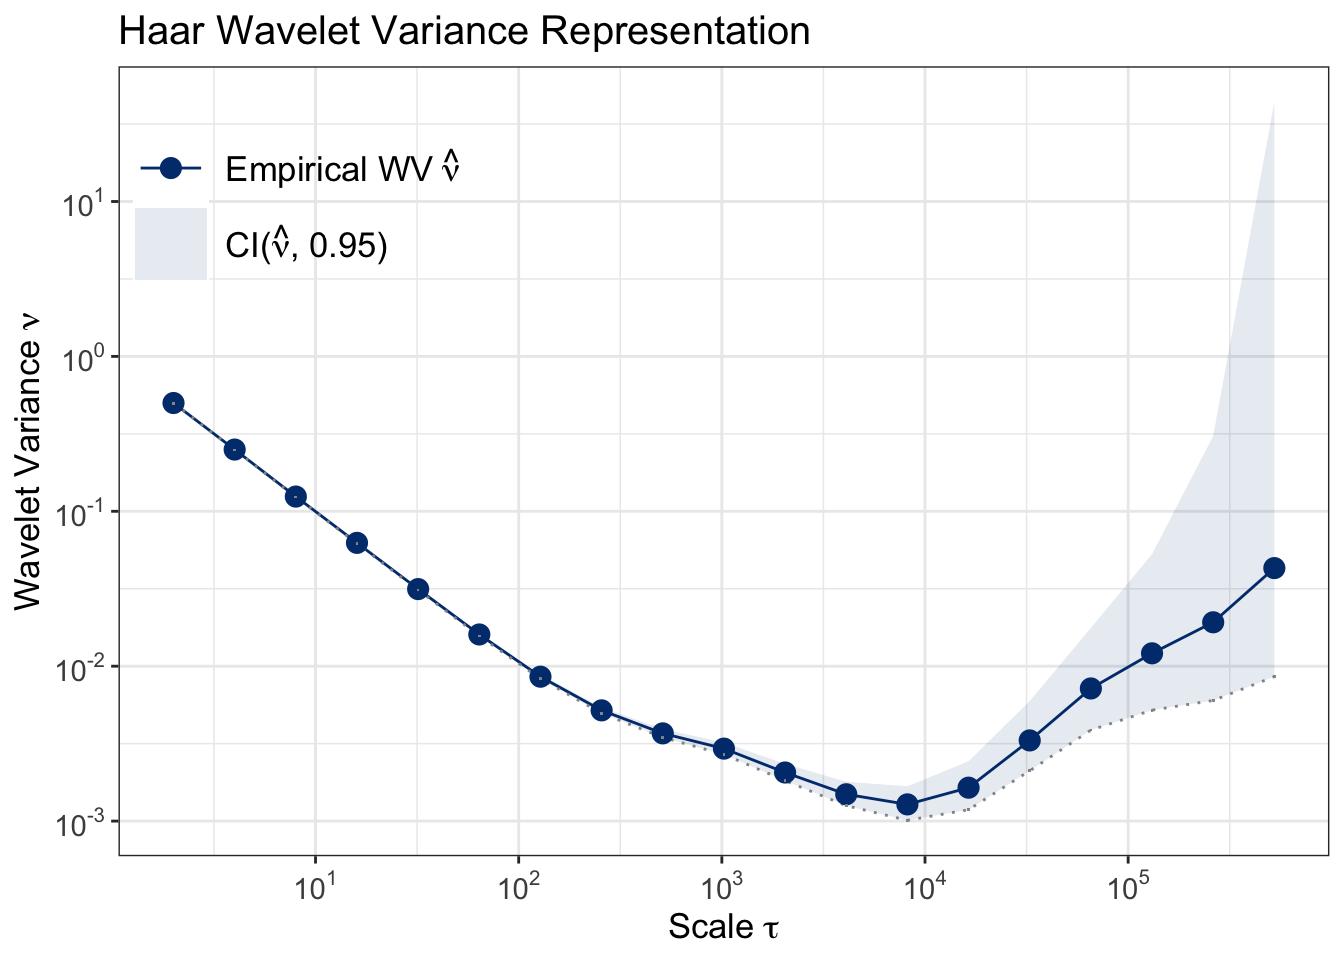 Haar Wavelet Variance Representation
Empirical WV ν̂
CI(ν̂, 0.95)
Wavelet Variance ν
10¹
10⁰
10⁻¹
10⁻²
10⁻³
10¹ 10² 10³ 10⁴ 10⁵
Scale τ